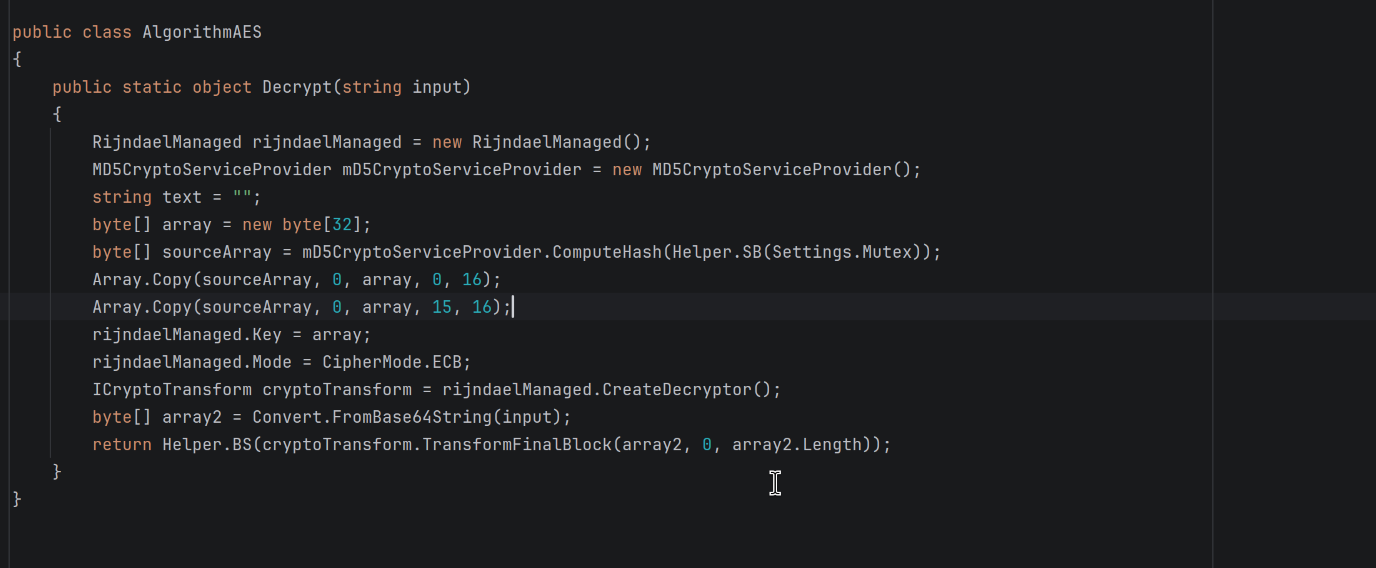 public class AlgorithmAES
{
    public static object Decrypt(string input)
    {
        RijndaelManaged rijndaelManaged = new RijndaelManaged();
        MD5CryptoServiceProvider mD5CryptoServiceProvider = new MD5CryptoServiceProvider();
        string text = "";
        byte[] array = new byte[32];
        byte[] sourceArray = mD5CryptoServiceProvider.ComputeHash(Helper.SB(Settings.Mutex));
        Array.Copy(sourceArray, 0, array, 0, 16);
        Array.Copy(sourceArray, 0, array, 15, 16);
        rijndaelManaged.Key = array;
        rijndaelManaged.Mode = CipherMode.ECB;
        ICryptoTransform cryptoTransform = rijndaelManaged.CreateDecryptor();
        byte[] array2 = Convert.FromBase64String(input);
        return Helper.BS(cryptoTransform.TransformFinalBlock(array2, 0, array2.Length));
    }
}